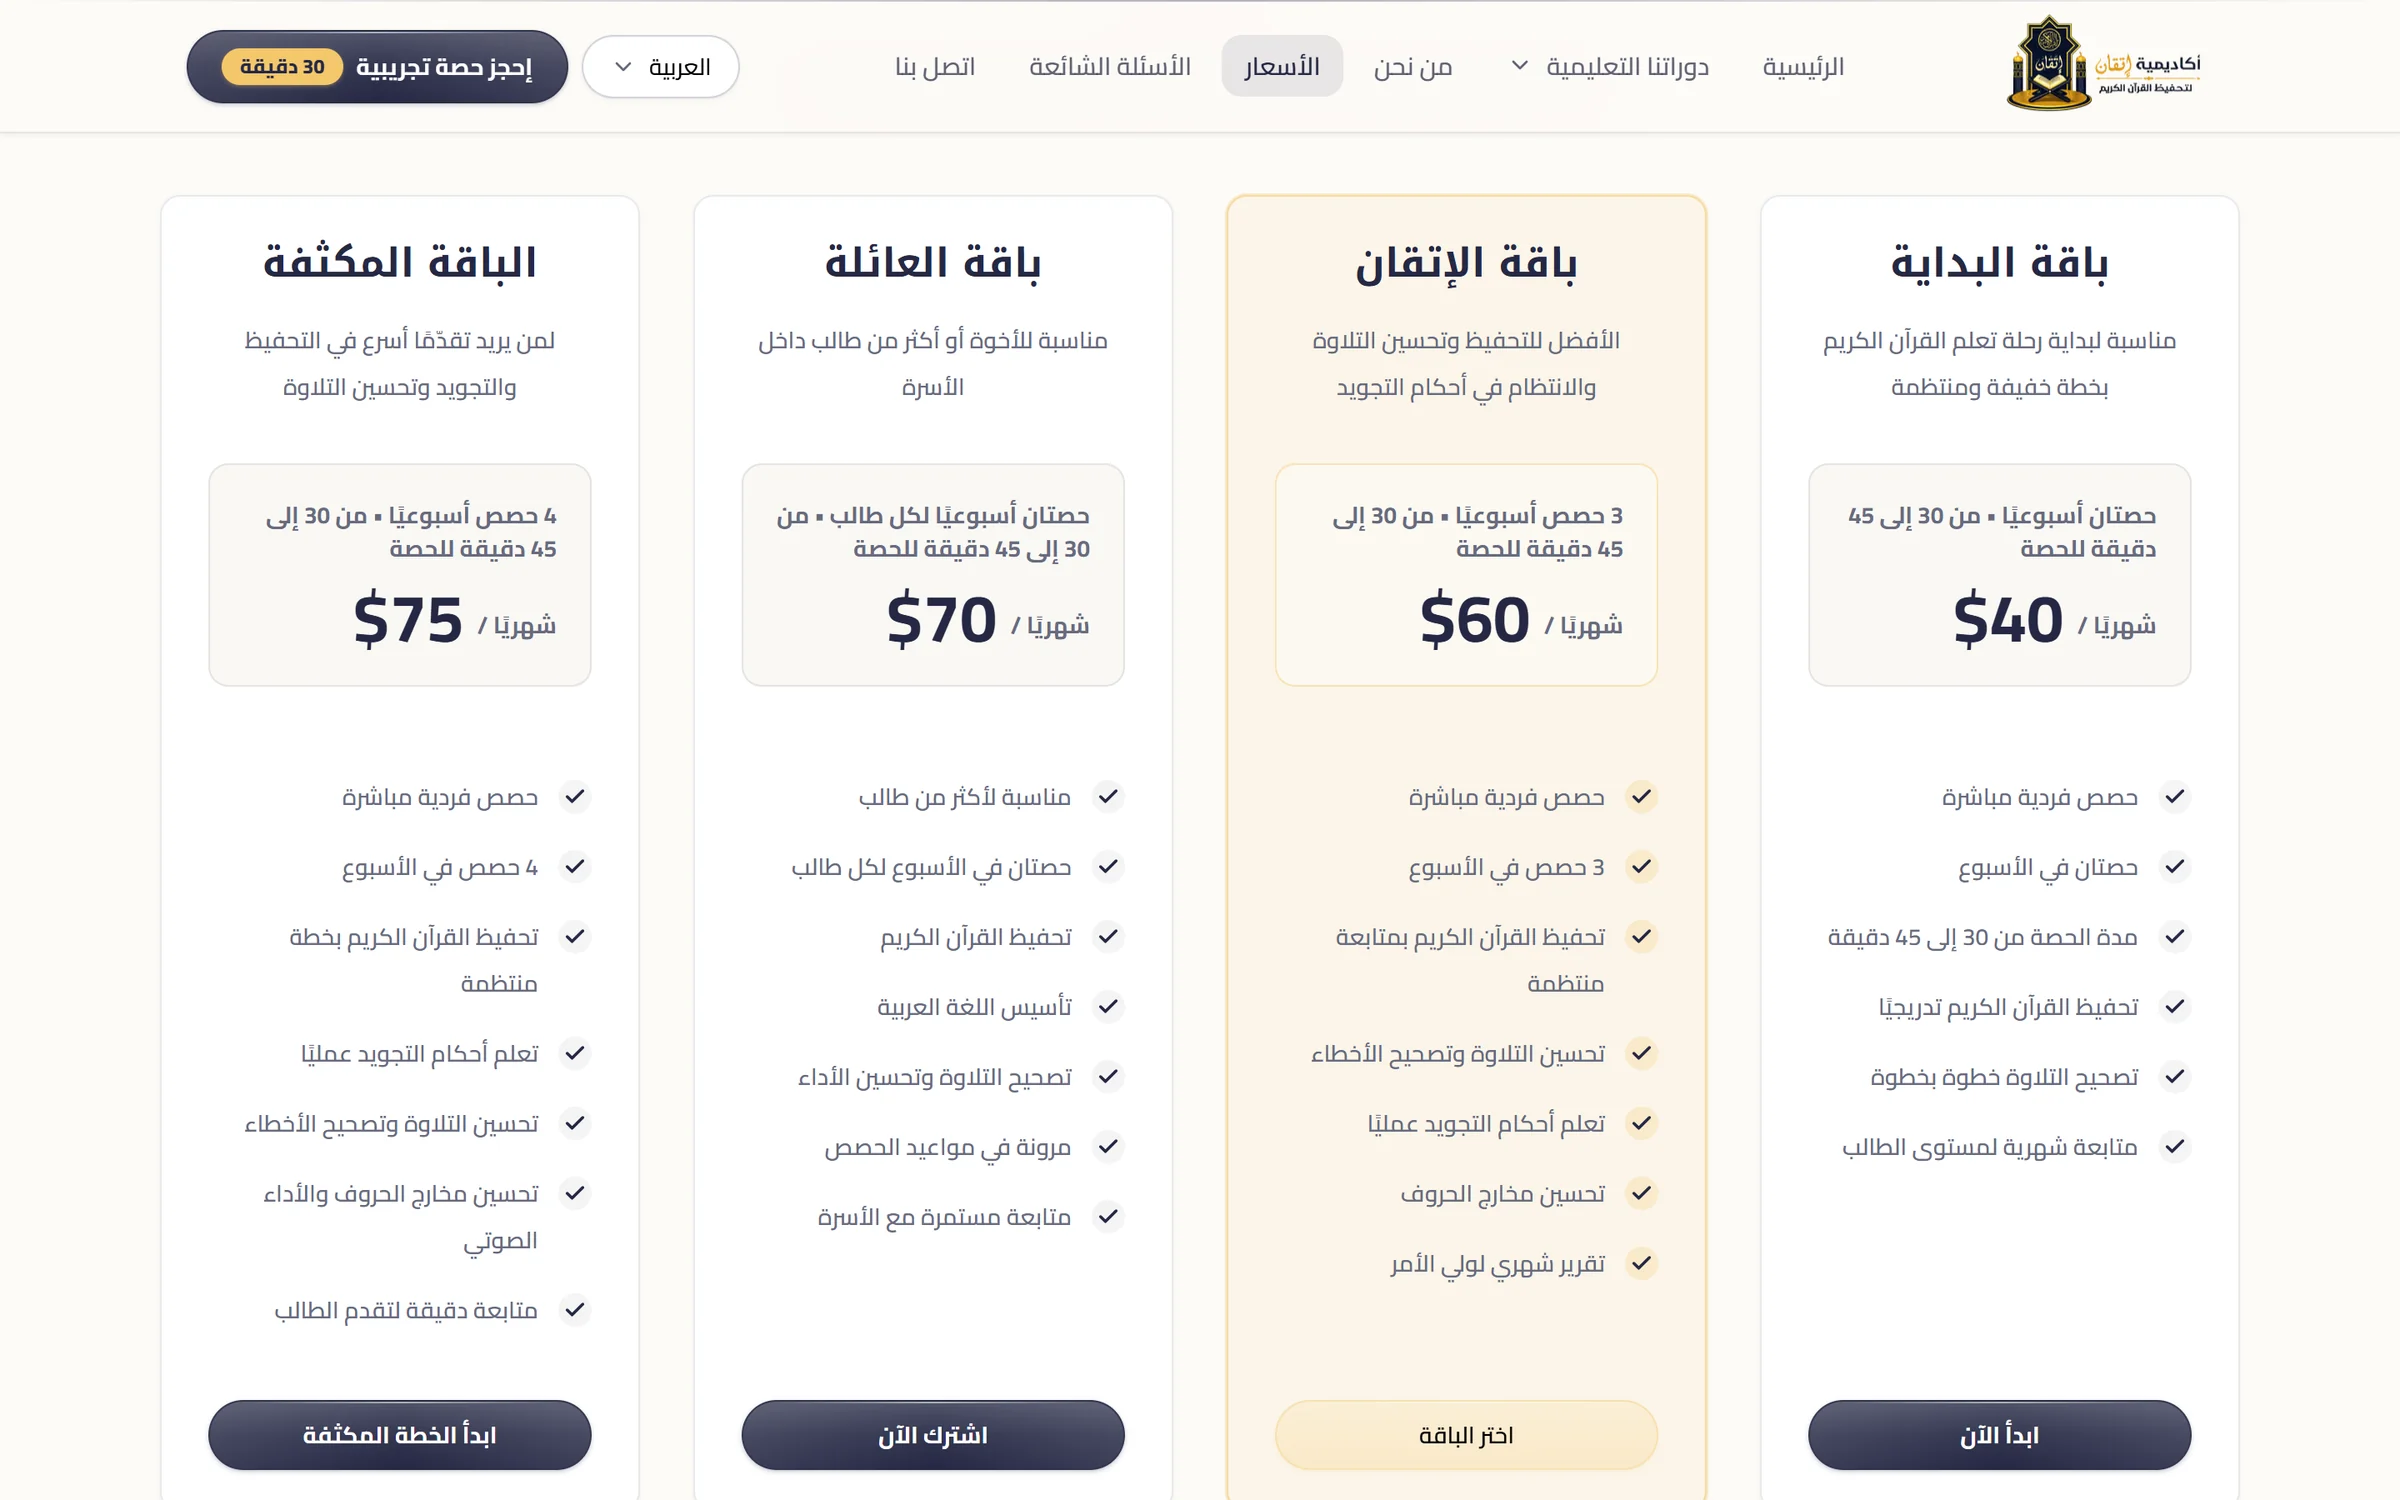 أكاديمية إتقان
لتحفيظ القرآن الكريم
إتقان
الرئيسية
دوراتنا التعليمية
من نحن
الأسعار
الأسئلة الشائعة
اتصل بنا
العربية
إحجز حصة تجريبية 30 دقيقة
باقة البداية
مناسبة لبداية رحلة تعلم القرآن الكريم
بخطة خفيفة ومنتظمة
حصتان أسبوعيًا ▪ من 30 إلى 45
دقيقة للحصة
شهريًا / $40
حصص فردية مباشرة
حصتان في الأسبوع
مدة الحصة من 30 إلى 45 دقيقة
تحفيظ القرآن الكريم تدريجيًا
تصحيح التلاوة خطوة بخطوة
متابعة شهرية لمستوى الطالب
ابدأ الآن
باقة الإتقان
الأفضل للتحفيظ وتحسين التلاوة
والانتظام في أحكام التجويد
3 حصص أسبوعيًا ▪ من 30 إلى
45 دقيقة للحصة
شهريًا / $60
حصص فردية مباشرة
3 حصص في الأسبوع
تحفيظ القرآن الكريم بمتابعة
منتظمة
تحسين التلاوة وتصحيح الأخطاء
تعلم أحكام التجويد عمليًا
تحسين مخارج الحروف
تقرير شهري لولي الأمر
اختر الباقة
باقة العائلة
مناسبة للأخوة أو أكثر من طالب داخل
الأسرة
حصتان أسبوعيًا لكل طالب ▪ من
30 إلى 45 دقيقة للحصة
شهريًا / $70
مناسبة لأكثر من طالب
حصتان في الأسبوع لكل طالب
تحفيظ القرآن الكريم
تأسيس اللغة العربية
تصحيح التلاوة وتحسين الأداء
مرونة في مواعيد الحصص
متابعة مستمرة مع الأسرة
اشترك الآن
الباقة المكثفة
لمن يريد تقدّمًا أسرع في التحفيظ
والتجويد وتحسين التلاوة
4 حصص أسبوعيًا ▪ من 30 إلى
45 دقيقة للحصة
شهريًا / $75
حصص فردية مباشرة
4 حصص في الأسبوع
تحفيظ القرآن الكريم بخطة
منتظمة
تعلم أحكام التجويد عمليًا
تحسين التلاوة وتصحيح الأخطاء
تحسين مخارج الحروف والأداء
الصوتي
متابعة دقيقة لتقدم الطالب
ابدأ الخطة المكثفة